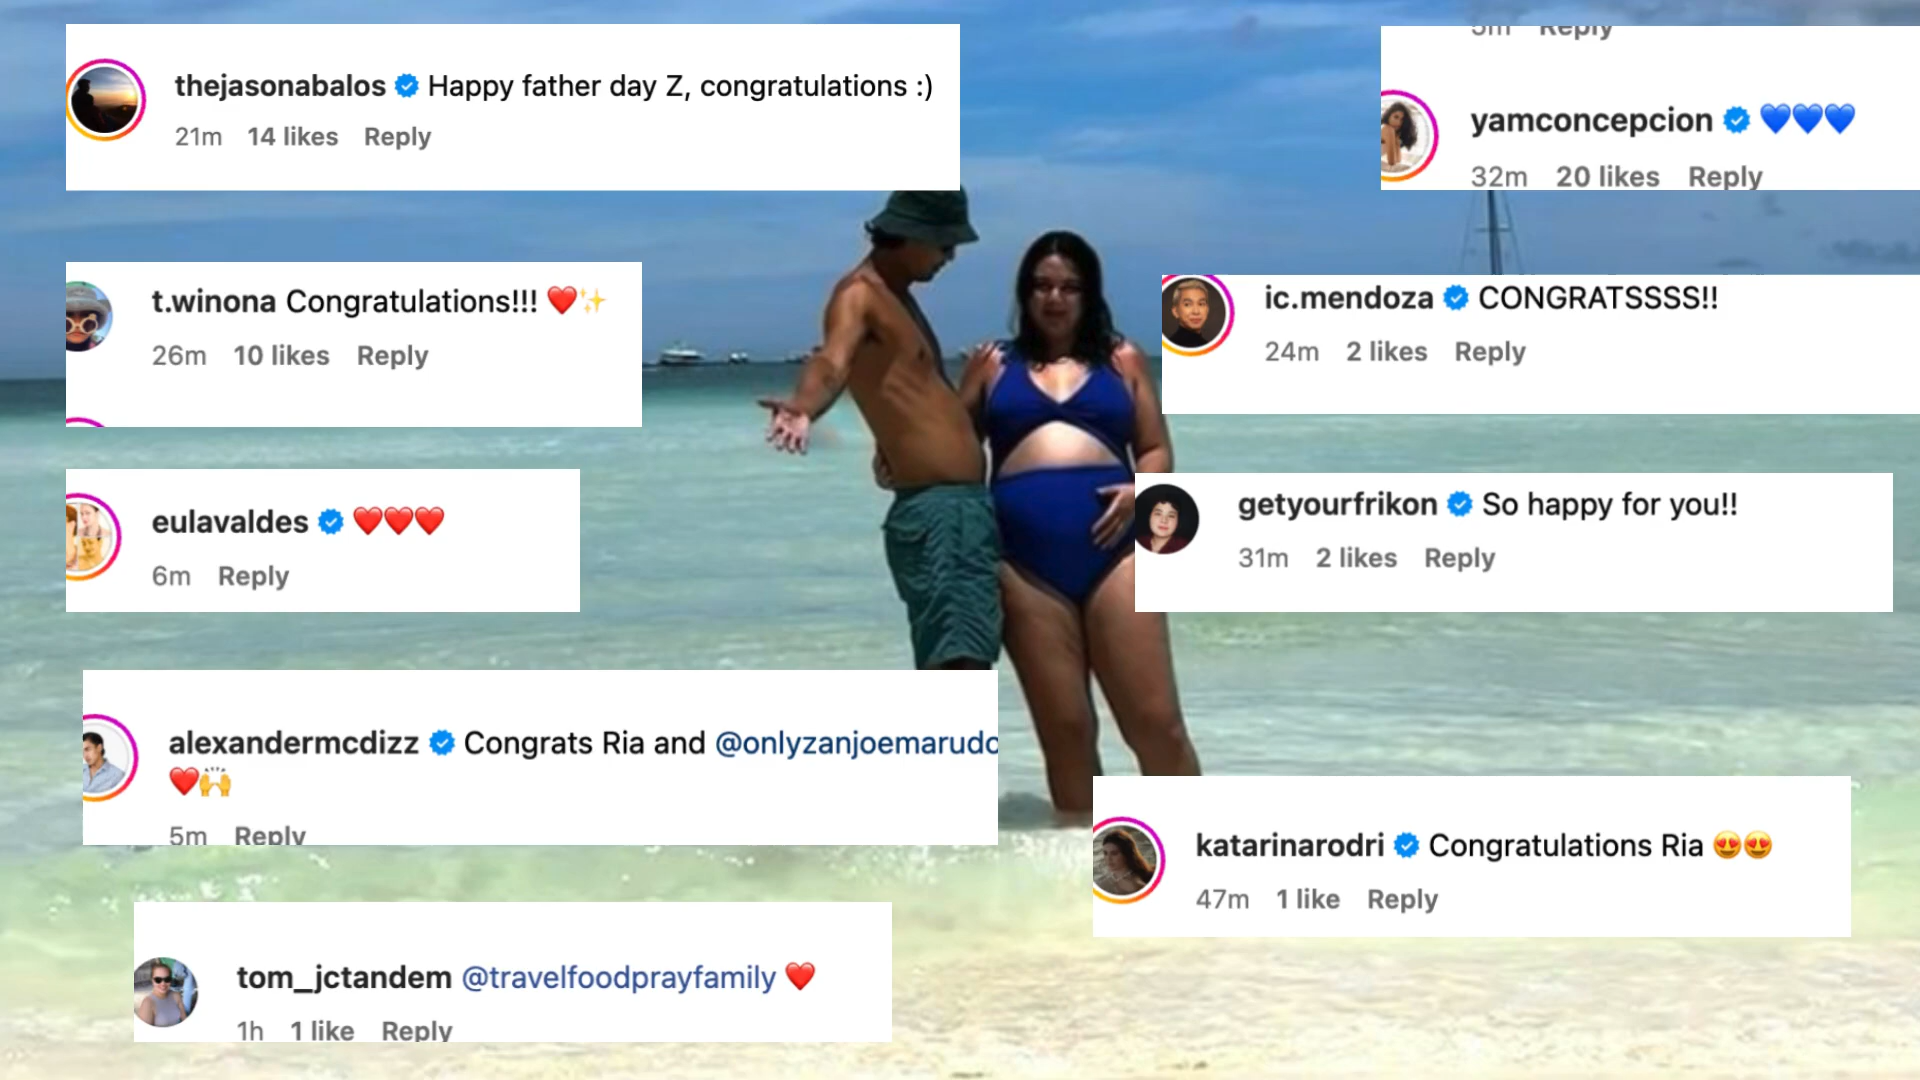 thejasonabalos Happy father day Z, congratulations :)
21m 14 likes Reply
5m Reply
yamconcepcion 💙💙💙
32m 20 likes Reply
t.winona Congratulations!!! ❤️✨
26m 10 likes Reply
ic.mendoza CONGRATSSSS!!
24m 2 likes Reply
eulavaldes ❤️❤️❤️
6m Reply
getyourfrikon So happy for you!!
31m 2 likes Reply
alexandermcdizz Congrats Ria and @onlyzanjoemarudo
❤️🙌
5m Reply
katarinarodri Congratulations Ria 😍😍
47m 1 like Reply
tom_jctandem @travelfoodprayfamily ❤️
1h 1 like Reply